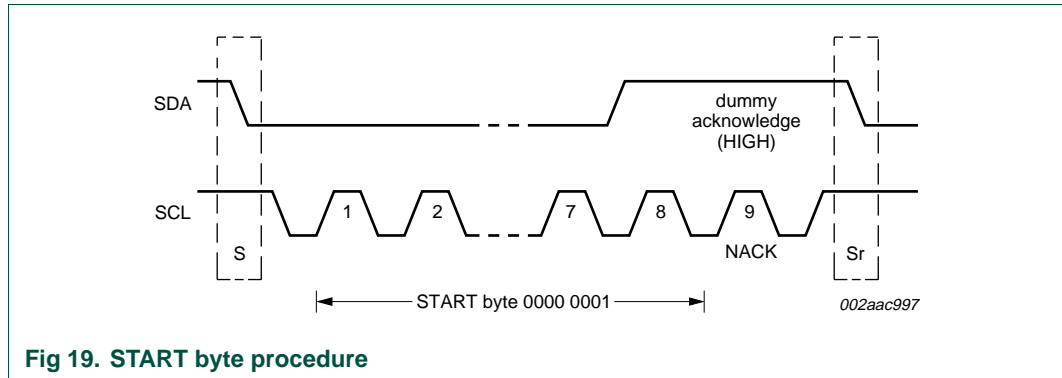 SDA
dummy
acknowledge
(HIGH)
SCL
1 2 7 8 9
S NACK Sr
START byte 0000 0001
002aac997
Fig 19. START byte procedure